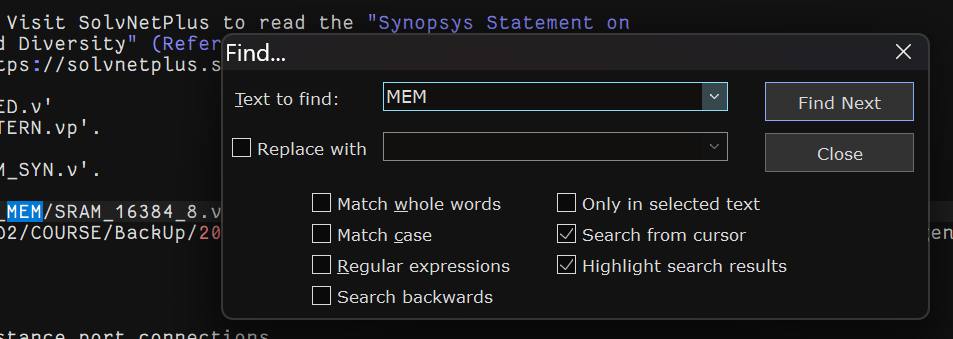 Visit SolvNetPlus to read the "Synopsys Statement on
d Diversity" (Refer
tps://solvnetplus.s
ED.v'
TERN.vp'.
M_SYN.v'.
_MEM/SRAM_16384_8.v
D2/COURSE/BackUp/20
en
stance port connections
Find...
Text to find:
MEM
Find Next
Replace with
Close
Match whole words
Only in selected text
Match case
Search from cursor
Regular expressions
Highlight search results
Search backwards